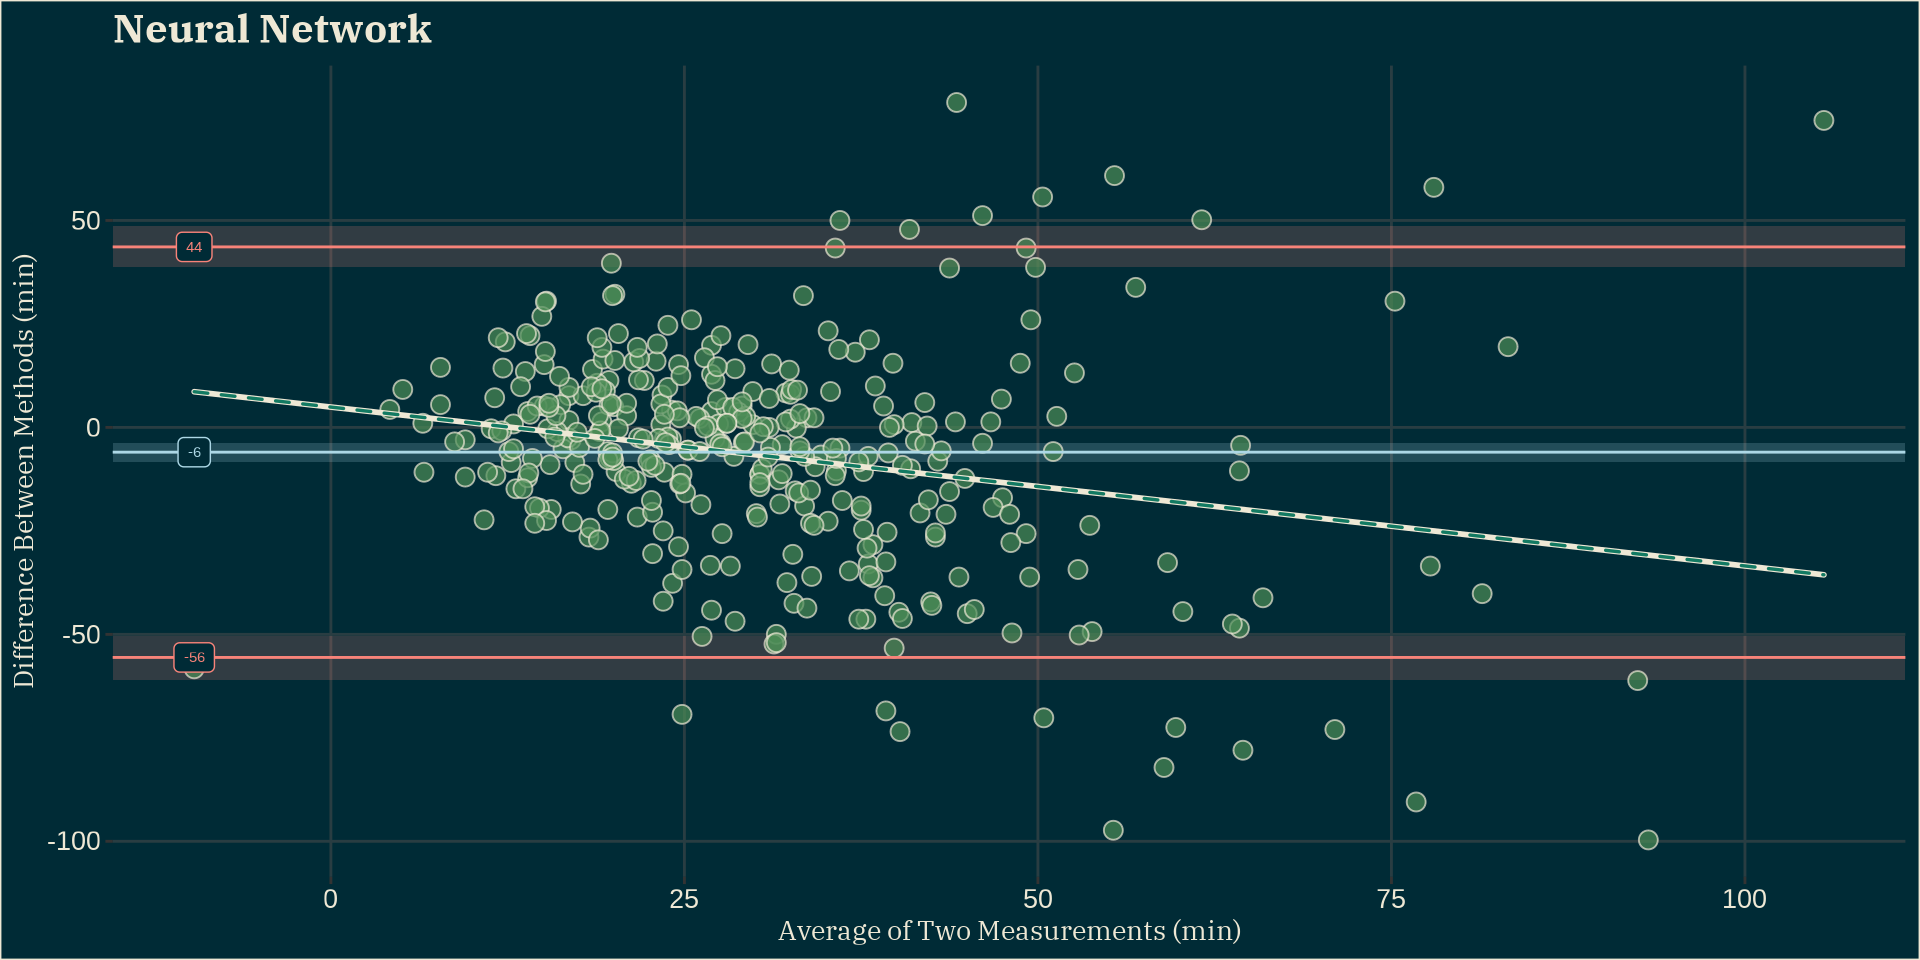 Neural Network
Difference Between Methods (min)
50
0
-50
-100
44
-6
-56
0 25 50 75 100
Average of Two Measurements (min)